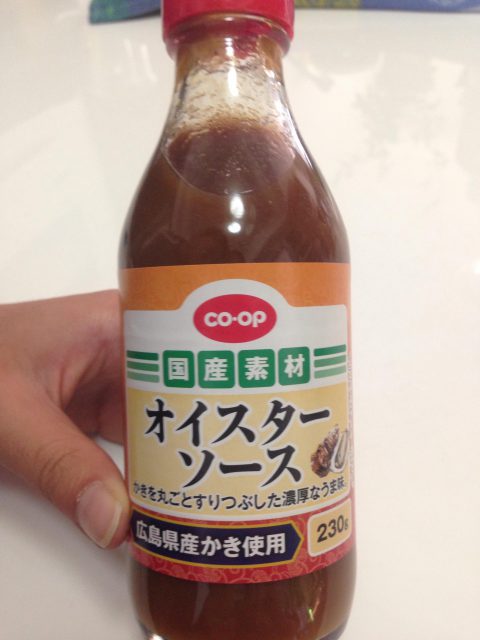 CO·OP
国産素材
オイスター
ソース
かきを丸ごとすりつぶした濃厚なうま味。
広島県産かき使用
230g